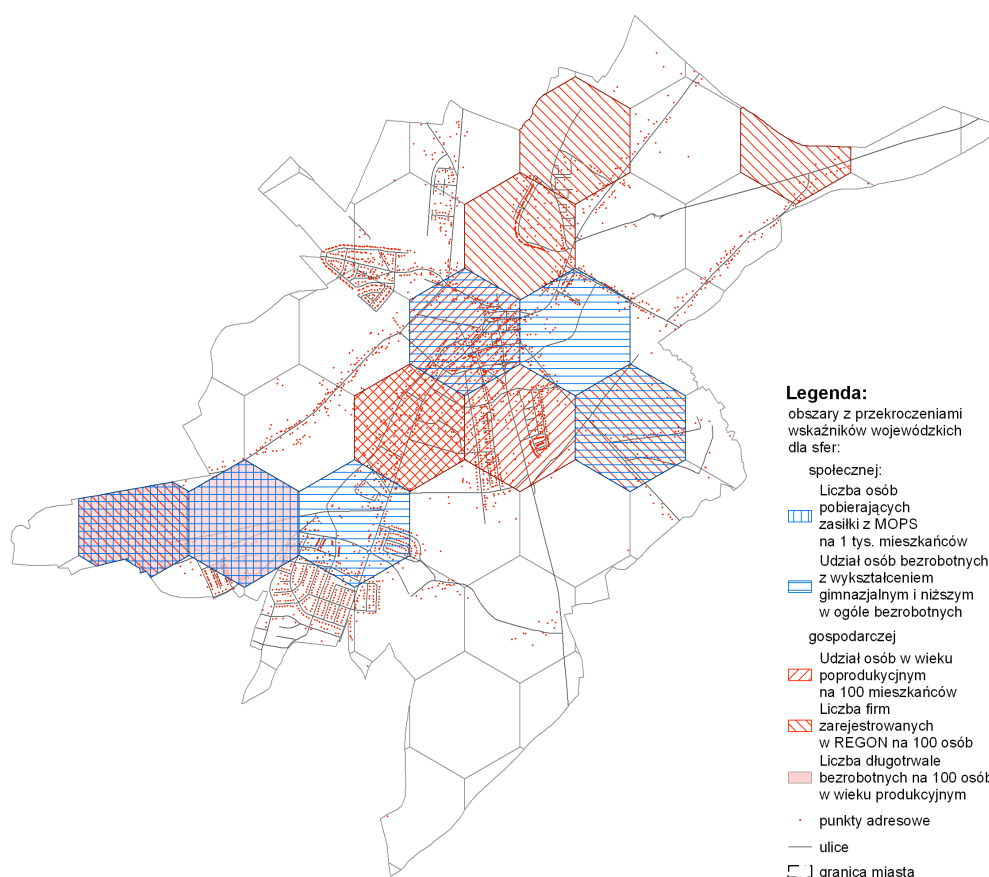 Legenda:
obszary z przekroczeniami
wskaźników wojewódzkich
dla sfer:
społecznej:
Liczba osób
pobierających
zasiłki z MOPS
na 1 tys. mieszkańców
Udział osób bezrobotnych
z wykształceniem
gimnazjalnym i niższym
w ogóle bezrobotnych
gospodarczej
Udział osób w wieku
poprodukcyjnym
na 100 mieszkańców
Liczba firm
zarejestrowanych
w REGON na 100 osób
Liczba długotrwale
bezrobotnych na 100 osób
w wieku produkcyjnym
punkty adresowe
ulice
granica miasta